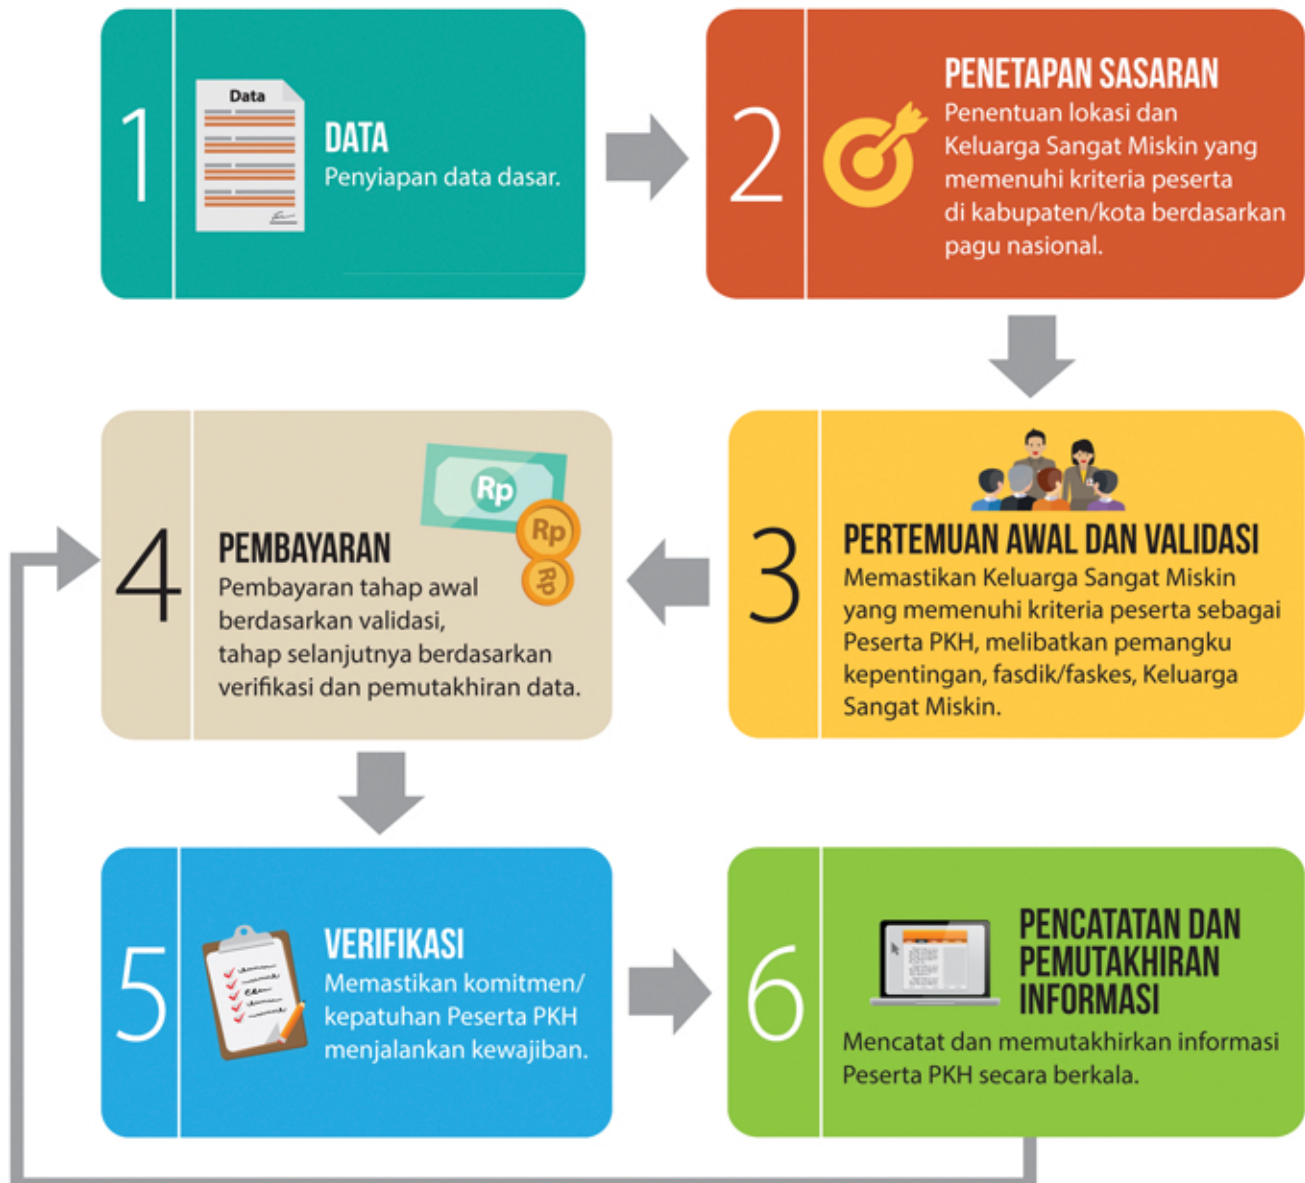 1
Data
DATA
Penyiapan data dasar.
2
PENETAPAN SASARAN
Penentuan lokasi dan
Keluarga Sangat Miskin yang
memenuhi kriteria peserta
di kabupaten/kota berdasarkan
pagu nasional.
3
PERTEMUAN AWAL DAN VALIDASI
Memastikan Keluarga Sangat Miskin
yang memenuhi kriteria peserta sebagai
Peserta PKH, melibatkan pemangku
kepentingan, fasdik/faskes, Keluarga
Sangat Miskin.
4
Rp
Rp
Rp
PEMBAYARAN
Pembayaran tahap awal
berdasarkan validasi,
tahap selanjutnya berdasarkan
verifikasi dan pemutakhiran data.
5
VERIFIKASI
Memastikan komitmen/
kepatuhan Peserta PKH
menjalankan kewajiban.
6
PENCATATAN DAN
PEMUTAKHIRAN
INFORMASI
Mencatat dan memutakhirkan informasi
Peserta PKH secara berkala.